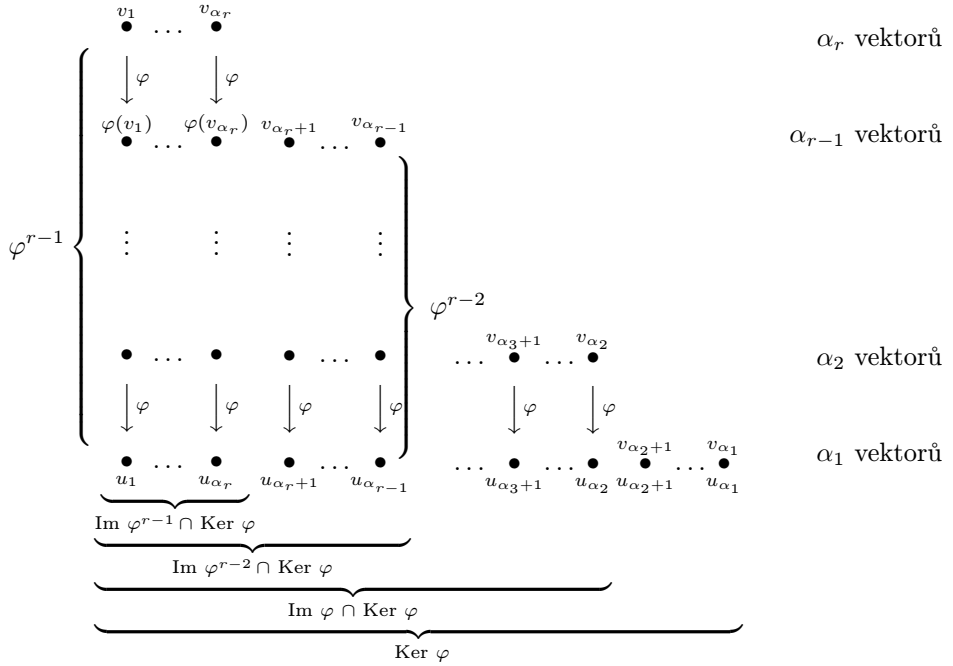 v₁ … v_{α_r} α_r vektorů
φ φ
φ(v₁) φ(v_{α_r}) v_{α_r+1} v_{α_{r−1}} α_{r−1} vektorů
… …
φ^{r−1}
⋮ ⋮ ⋮ ⋮
φ^{r−2}
v_{α_3+1} v_{α_2}
… … … … α_2 vektorů
φ φ φ φ φ φ
v_{α_2+1} v_{α_1}
… … … … … α_1 vektorů
u₁ u_{α_r} u_{α_r+1} u_{α_{r−1}} u_{α_3+1} u_{α_2} u_{α_2+1} u_{α_1}
Im φ^{r−1} ∩ Ker φ
Im φ^{r−2} ∩ Ker φ
Im φ ∩ Ker φ
Ker φ